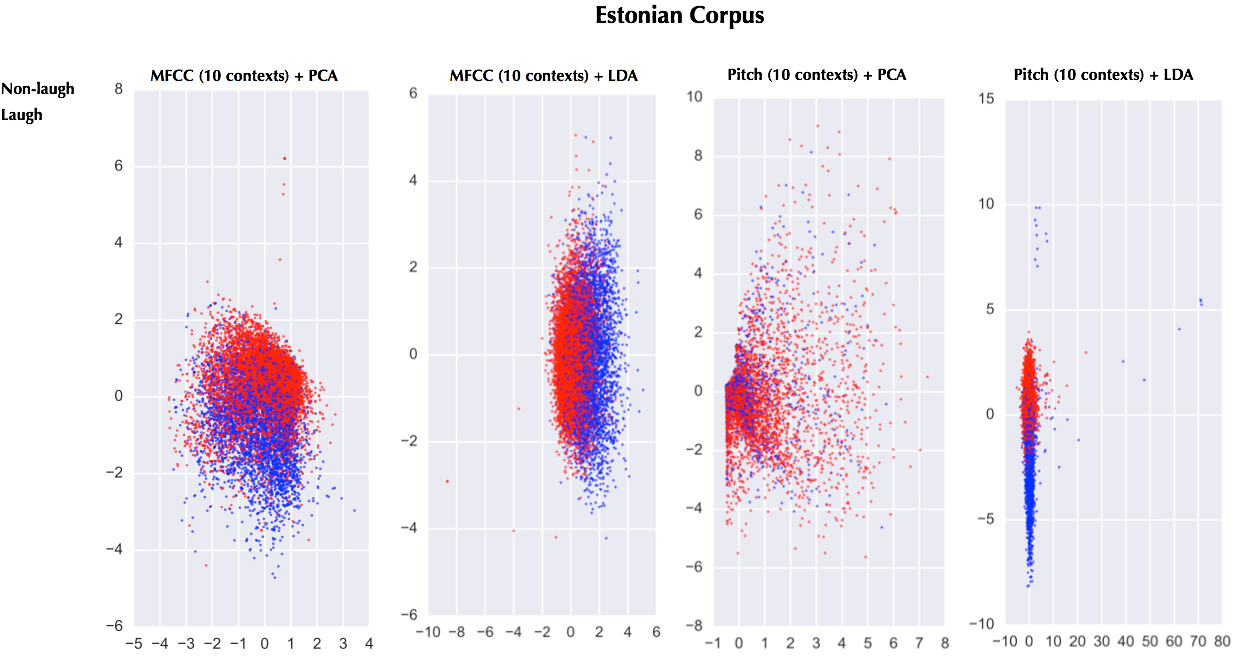 Estonian Corpus
Non-laugh
Laugh
MFCC (10 contexts) + PCA
8
6
4
2
0
−2
−4
−6
−5 −4 −3 −2 −1 0 1 2 3 4
MFCC (10 contexts) + LDA
6
4
2
0
−2
−4
−6
−10 −8 −6 −4 −2 0 2 4 6
Pitch (10 contexts) + PCA
10
8
6
4
2
0
−2
−4
−6
−8
−1 0 1 2 3 4 5 6 7 8
Pitch (10 contexts) + LDA
15
10
5
0
−5
−10
−10 0 10 20 30 40 50 60 70 80